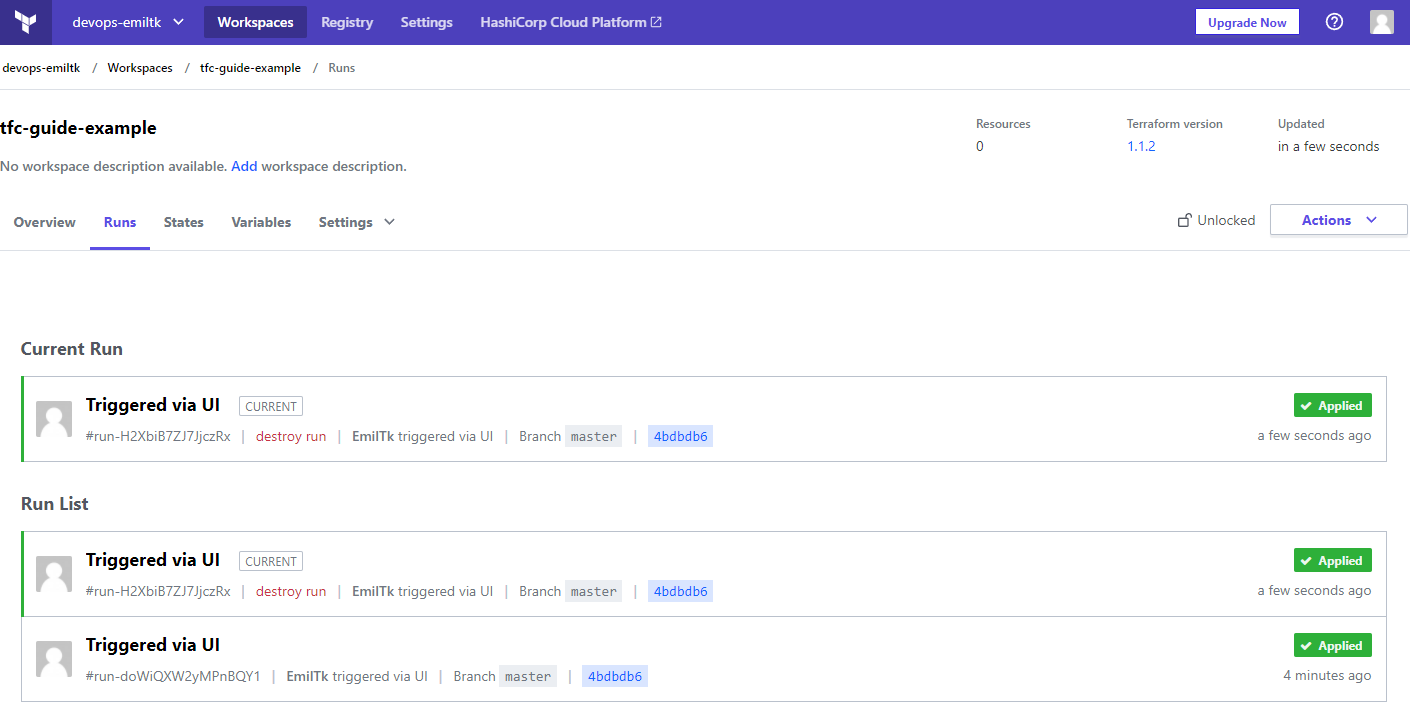 devops-emiltk Workspaces Registry Settings HashiCorp Cloud Platform Upgrade Now
devops-emiltk / Workspaces / tfc-guide-example / Runs
tfc-guide-example
No workspace description available. Add workspace description.
Resources
0
Terraform version
1.1.2
Updated
in a few seconds
Overview Runs States Variables Settings
Unlocked Actions
Current Run
Triggered via UI CURRENT Applied
#run-H2XbiB7ZJ7JjczRx | destroy run | EmilTk triggered via UI | Branch master | 4bdbdb6 a few seconds ago
Run List
Triggered via UI CURRENT Applied
#run-H2XbiB7ZJ7JjczRx | destroy run | EmilTk triggered via UI | Branch master | 4bdbdb6 a few seconds ago
Triggered via UI Applied
#run-doWiQXW2yMPnBQY1 | EmilTk triggered via UI | Branch master | 4bdbdb6 4 minutes ago